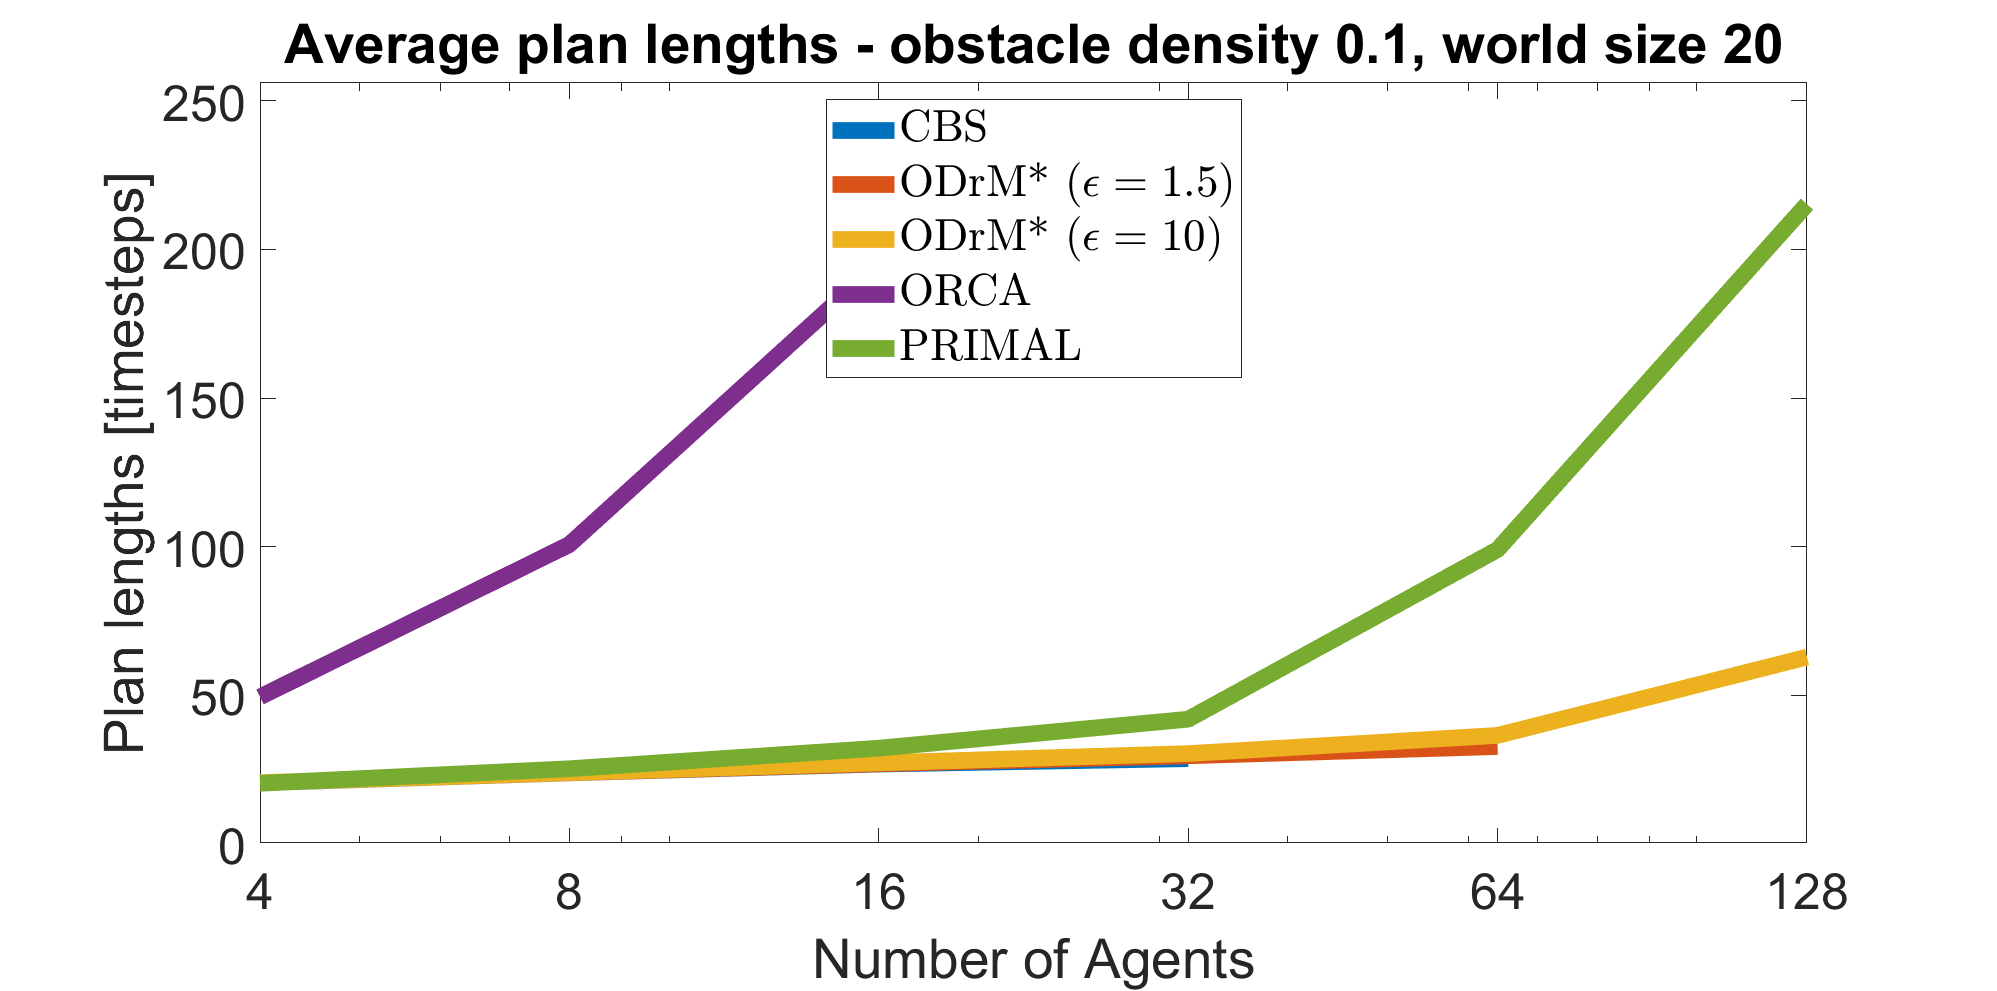 Average plan lengths - obstacle density 0.1, world size 20
Plan lengths [timesteps]
250
200
150
100
50
0
CBS
ODrM* (ϵ = 1.5)
ODrM* (ϵ = 10)
ORCA
PRIMAL
4 8 16 32 64 128
Number of Agents